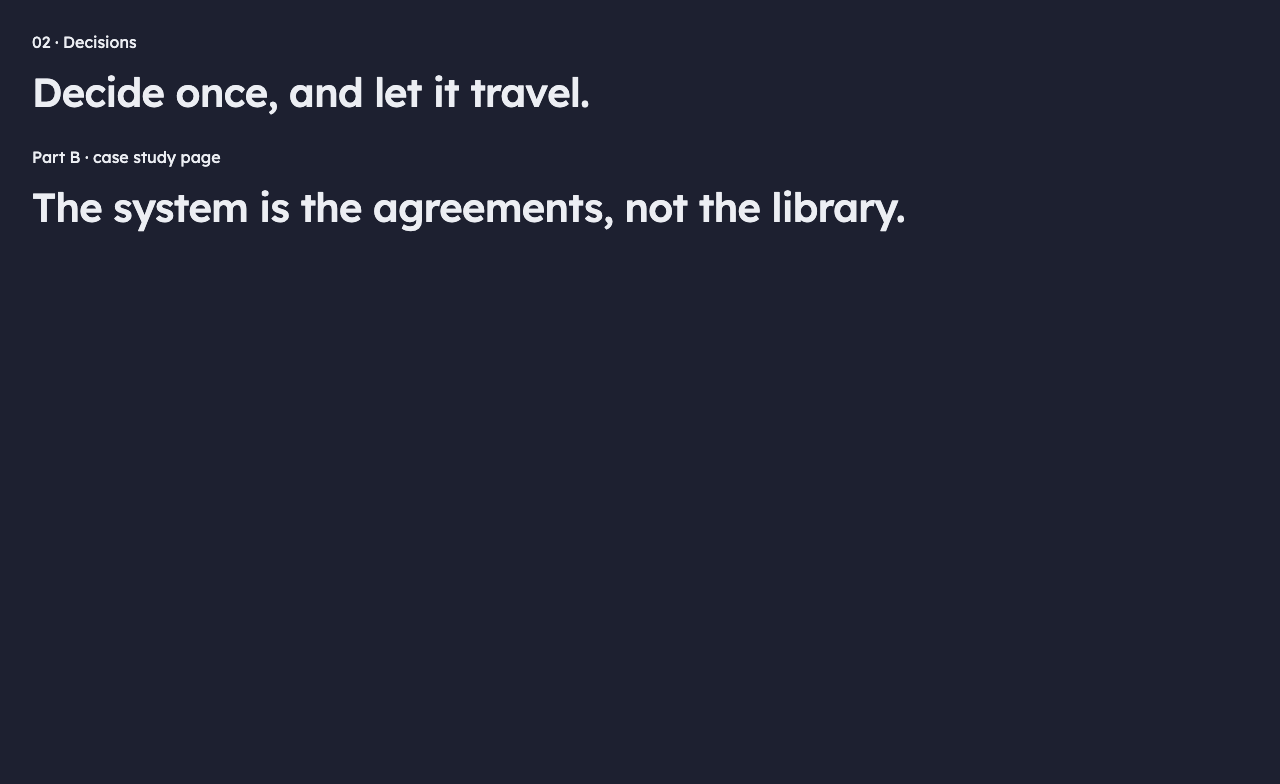 02 · Decisions
Decide once, and let it travel.
Part B · case study page
The system is the agreements, not the library.